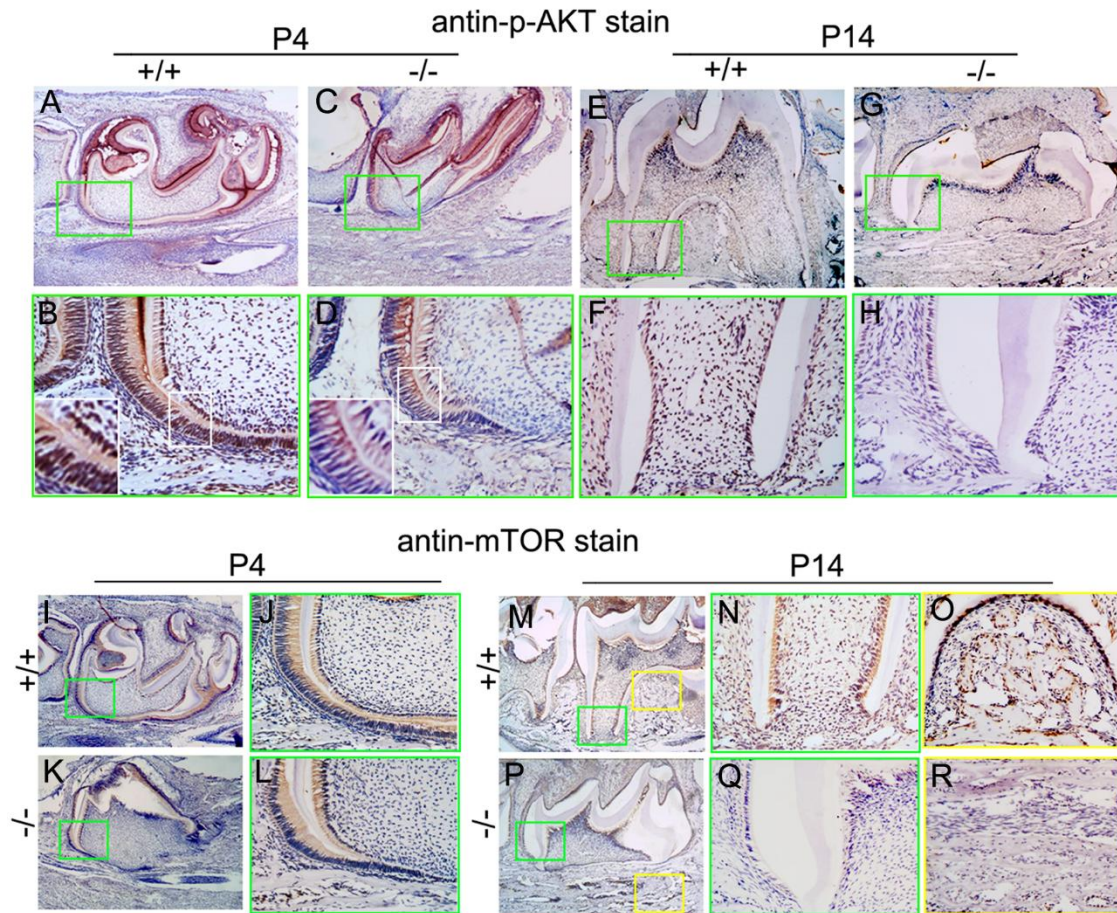 antin-p-AKT stain
P4 P14
+/+ -/- +/+ -/-
A C E G
B D F H
antin-mTOR stain
P4 P14
+/+ I J M +/+ N O
-/- K L P -/- Q R